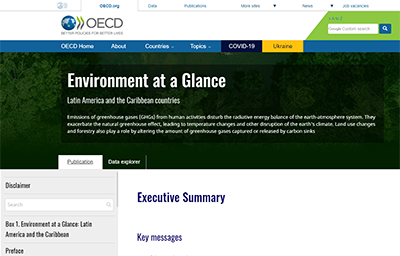 OECD.org
Data
Publications
More sites
News
Job vacancies
OECD
BETTER POLICIES FOR BETTER LIVES
Google Custom Search
OECD Home
About
Countries
Topics
COVID-19
Ukraine
Environment at a Glance
Latin America and the Caribbean countries
Emissions of greenhouse gases (GHGs) from human activities disturb the radiative energy balance of the earth-atmosphere system. They
exacerbate the natural greenhouse effect, leading to temperature changes and other disruption of the earth's climate. Land use changes
and forestry also play a role by altering the amount of greenhouse gases captured or released by carbon sinks
Publication
Data explorer
Disclaimer
Search
Executive Summary
Box 1. Environment at a Glance: Latin
America and the Caribbean
Key messages
Preface